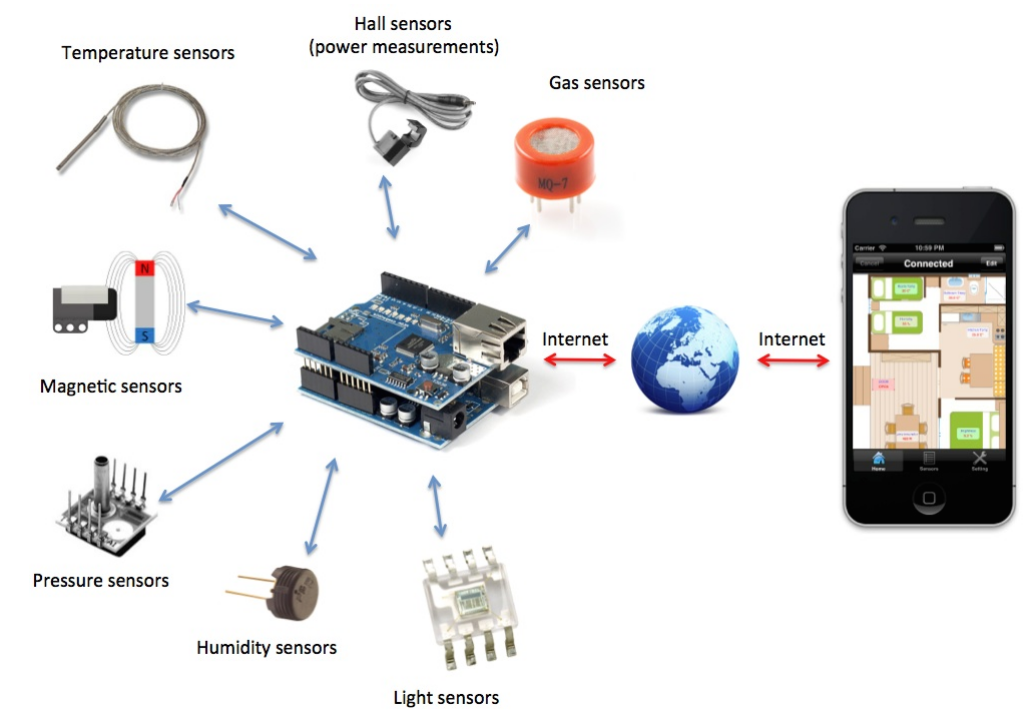 Hall sensors
(power measurements)
Temperature sensors
Gas sensors
MQ-7
N
S
Magnetic sensors
Internet
Internet
Carrier
10:59 PM
Cancel
Connected
Edit
Home
Sensors
Setting
Pressure sensors
Humidity sensors
Light sensors